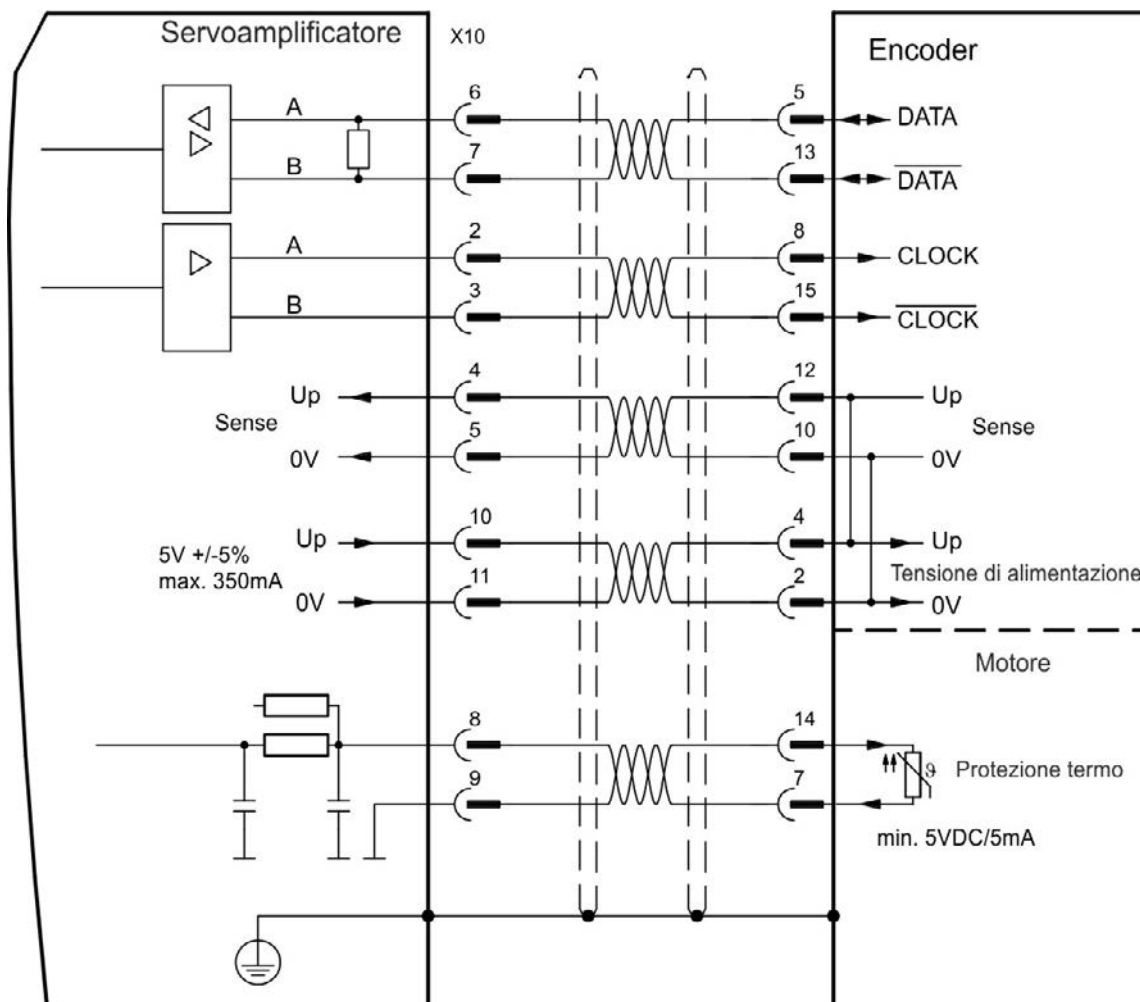 Servoamplificatore
X10
Encoder
A
6
5
DATA
B
7
13
DATA
A
2
8
CLOCK
B
3
15
CLOCK
Up
4
12
Up
Sense
Sense
0V
5
10
0V
Up
10
4
Up
5V +/-5%
max. 350mA
Tensione di alimentazione
0V
11
2
0V
Motore
8
14
ϑ
Protezione termo
9
7
min. 5VDC/5mA